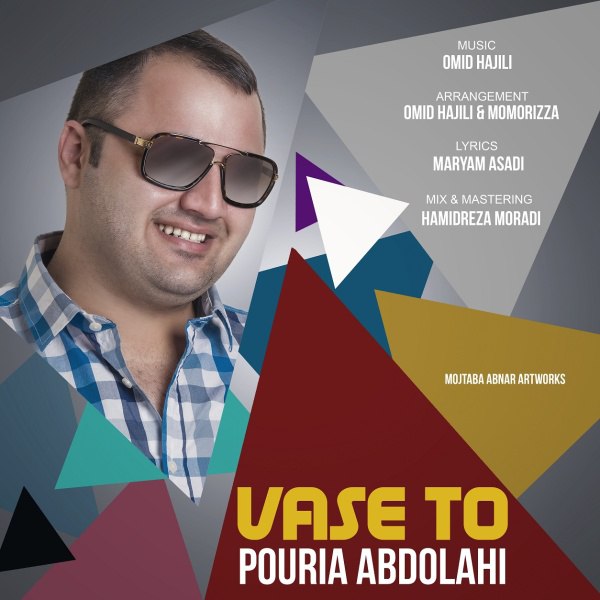 MUSIC
OMID HAJILI
ARRANGEMENT
OMID HAJILI & MOMORIZZA
LYRICS
MARYAM ASADI
MIX & MASTERING
HAMIDREZA MORADI
MOJTABA ABNAR ARTWORKS
VASE TO
POURIA ABDOLAHI